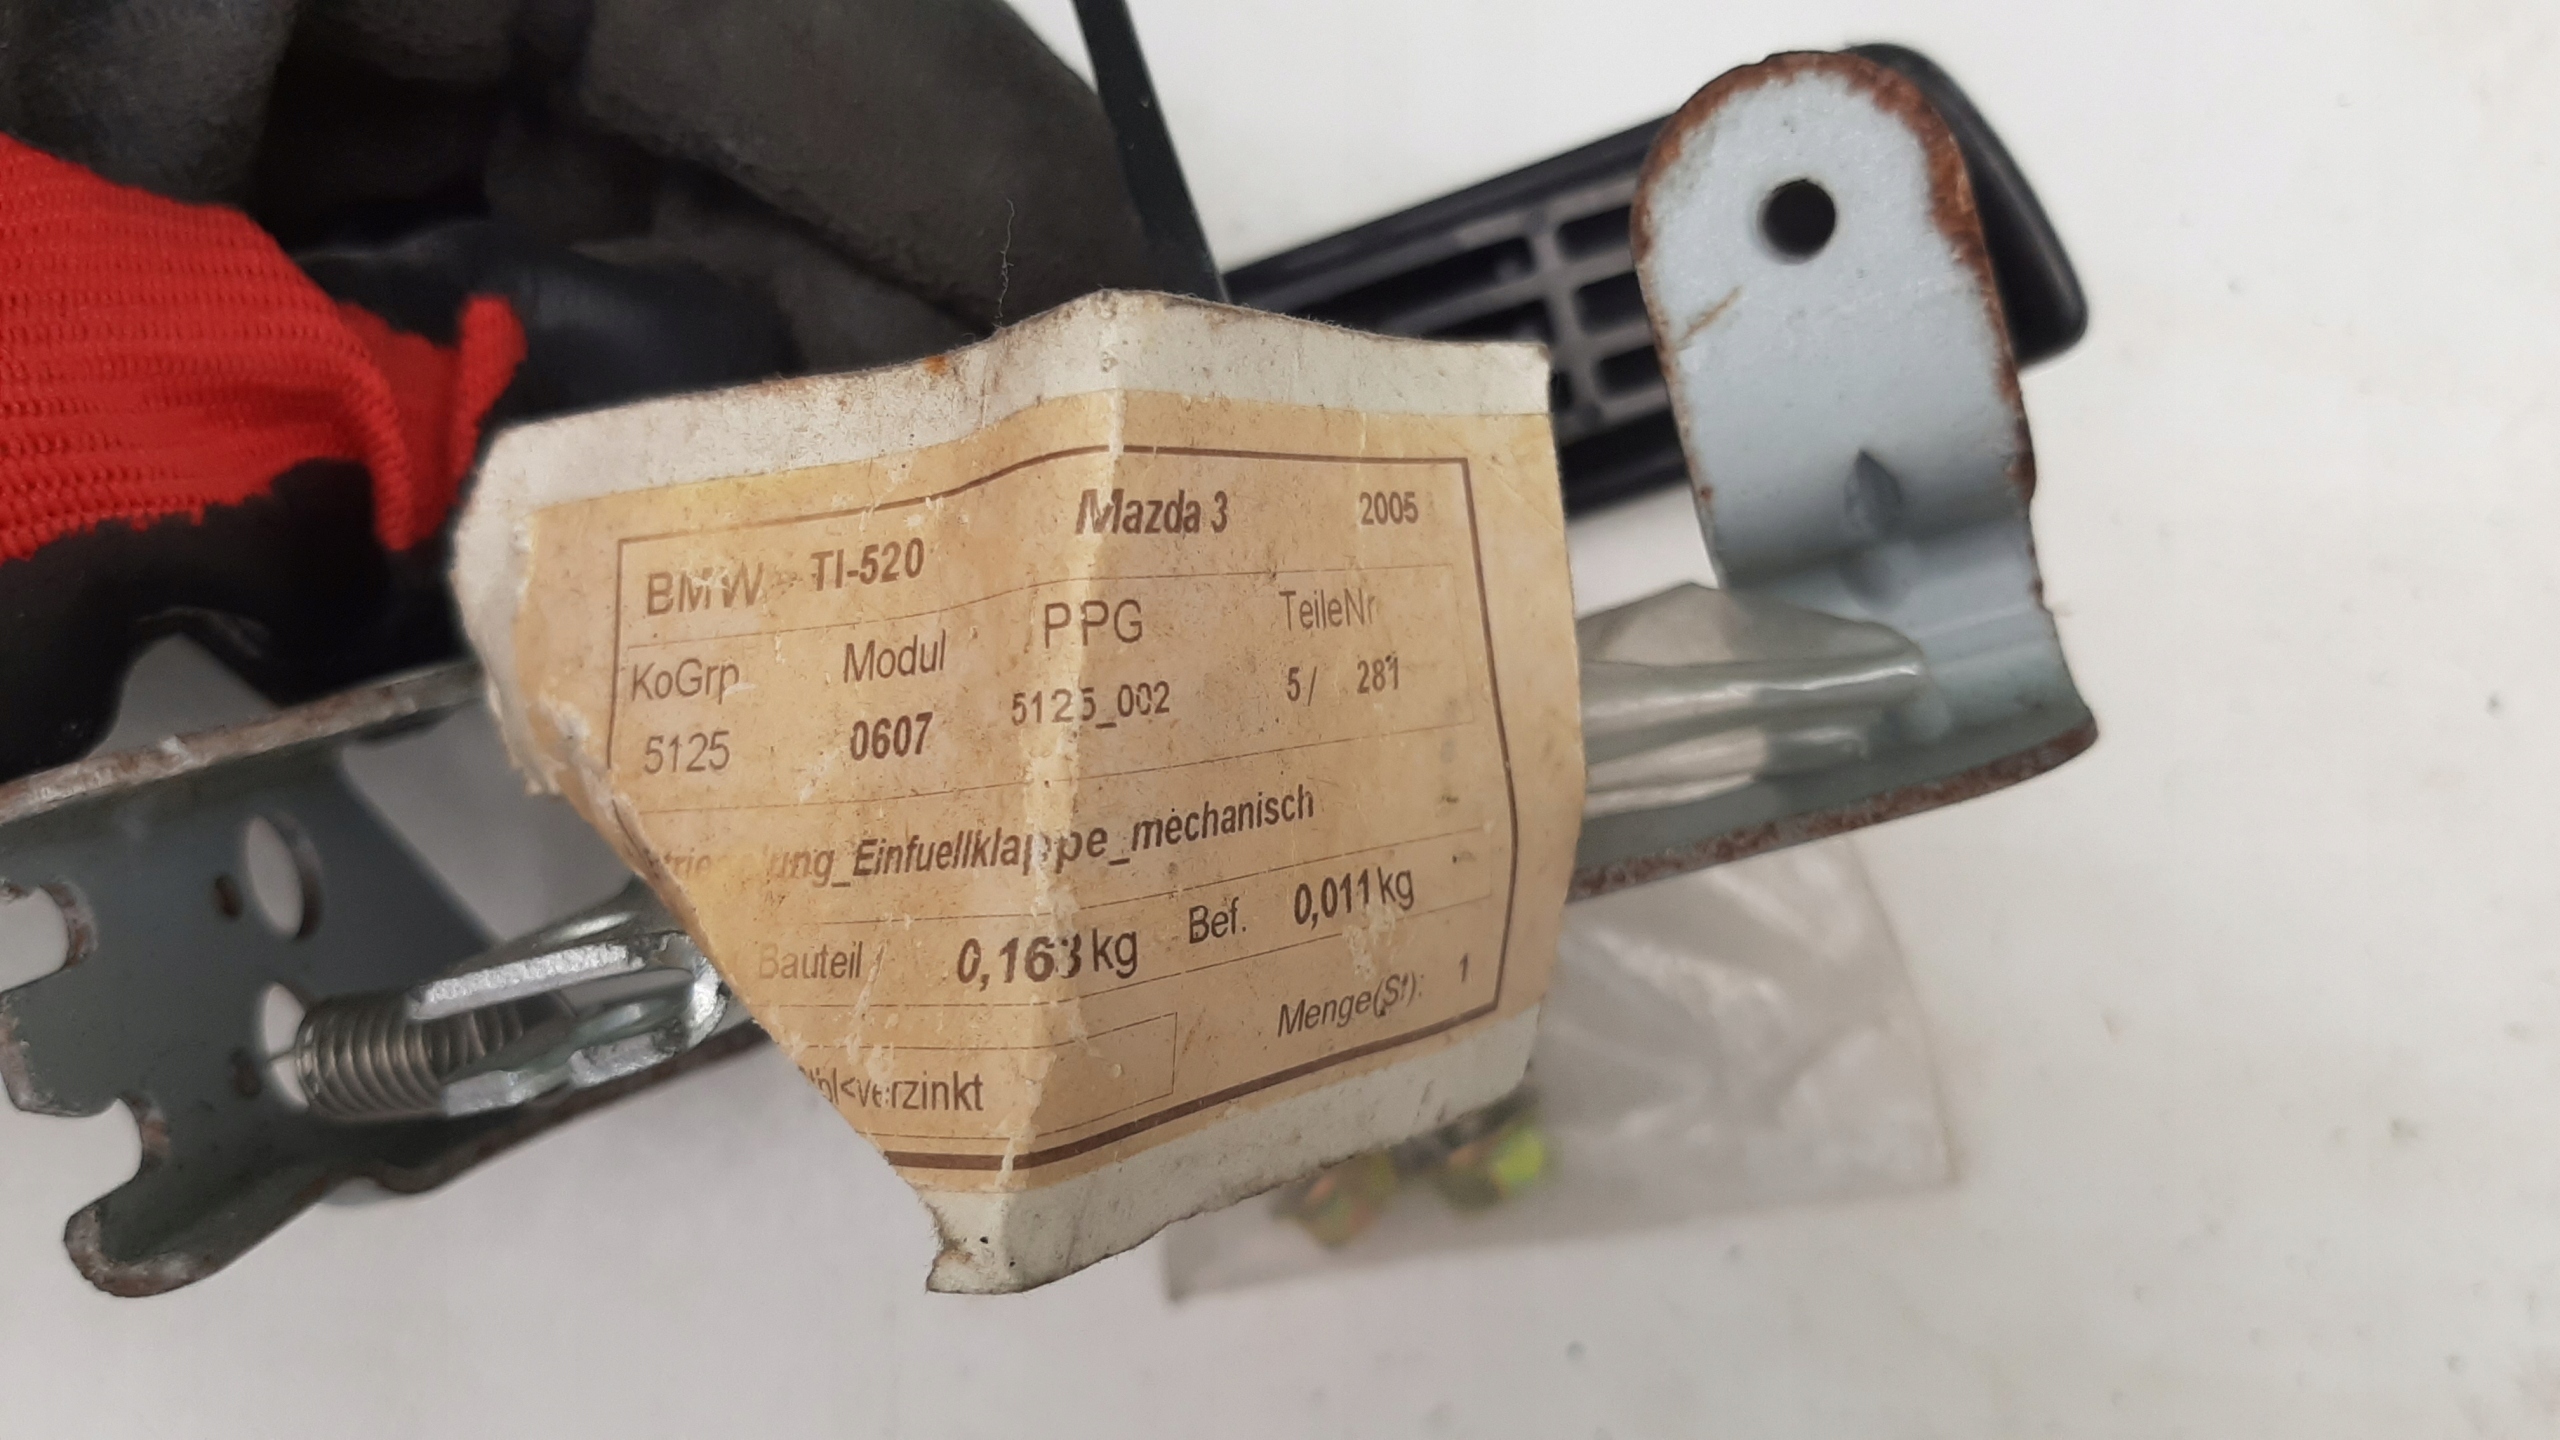 BMW - TI-520 Mazda 3 2005
KoGrp Modul PPG TeileNr
5125 0607 5125_002 5/ 281
Einfuellklappe_mechanisch
Bauteil 0,163 kg Bef. 0,011 kg
Menge(St): 1
verzinkt